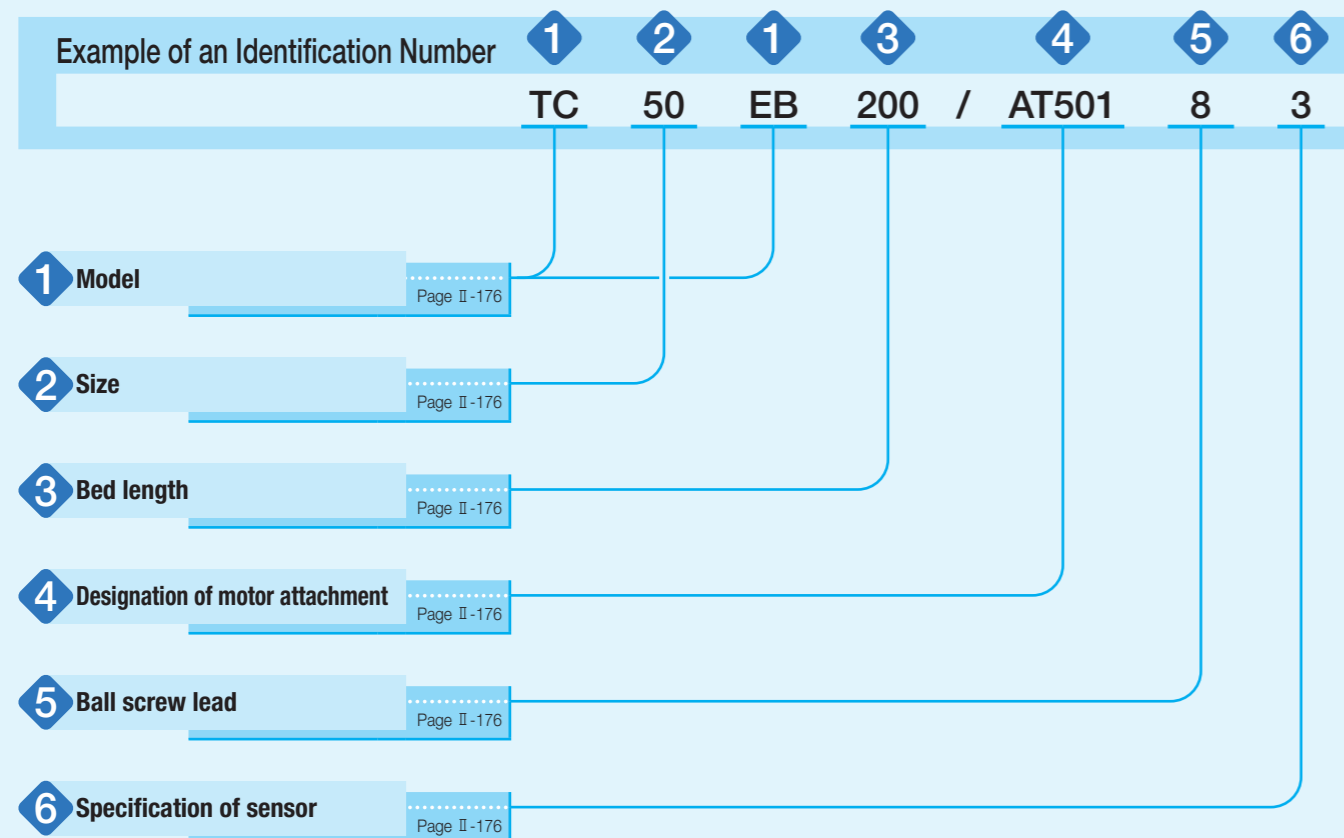 Example of an Identification Number 1 2 1 3 4 5 6
TC 50 EB 200 / AT501 8 3
1 Model
Page Ⅱ-176
2 Size
Page Ⅱ-176
3 Bed length
Page Ⅱ-176
4 Designation of motor attachment
Page Ⅱ-176
5 Ball screw lead
Page Ⅱ-176
6 Specification of sensor
Page Ⅱ-176